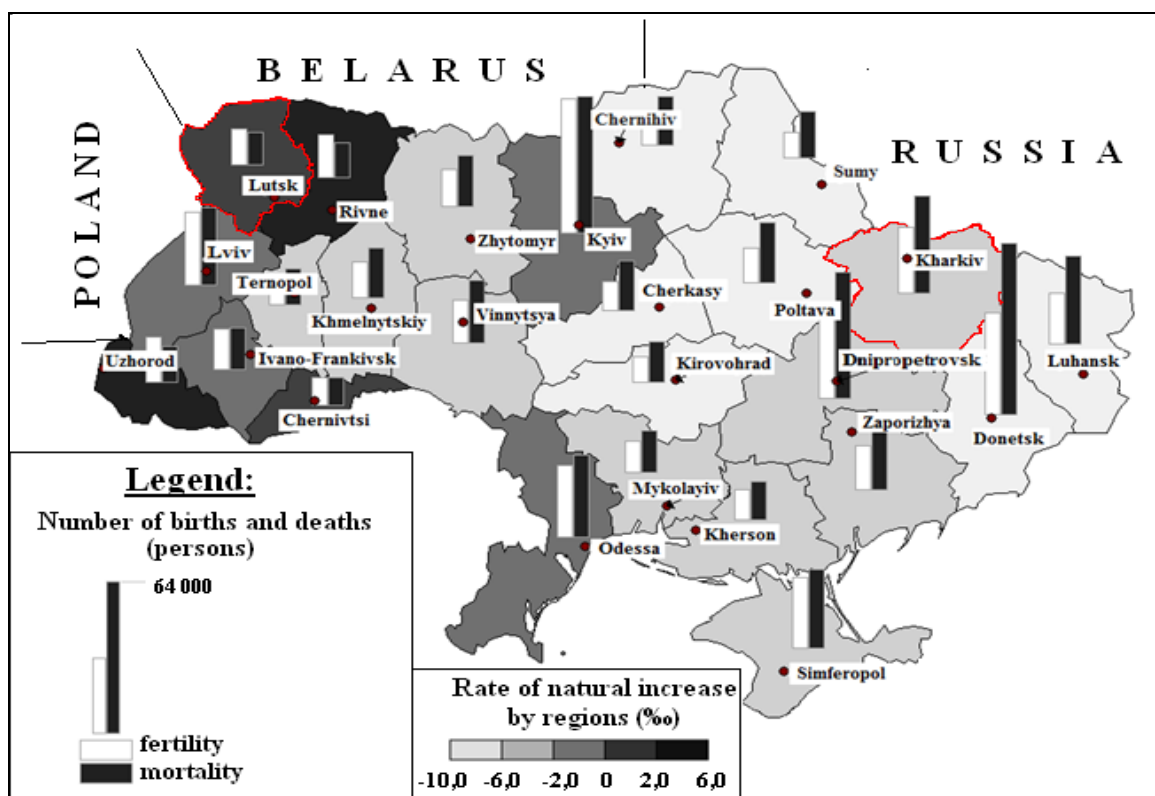 B E L A R U S
POLAND
R U S S I A
Chernihiv
Sumy
Lutsk
Rivne
Zhytomyr
Kyiv
Kharkiv
Lviv
Ternopol
Khmelnytskiy
Vinnytsya
Cherkasy
Poltava
Uzhorod
Ivano-Frankivsk
Kirovohrad
Dnipropetrovsk
Luhansk
Chernivtsi
Zaporizhya
Donetsk
Mykolayiv
Kherson
Odessa
Simferopol
Legend:
Number of births and deaths
(persons)
64 000
fertility
mortality
Rate of natural increase
by regions (‰)
-10,0 -6,0 -2,0 0 2,0 6,0